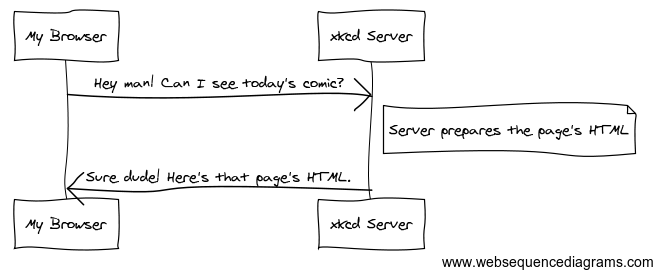 My Browser
xkcd Server
Hey man! Can I see today's comic?
Server prepares the page's HTML
Sure dude! Here's that page's HTML.
My Browser
xkcd Server
www.websequencediagrams.com